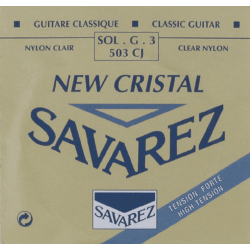 GUITARE CLASSIQUE
CLASSIC GUITAR
SOL . G . 3
503 CJ
NYLON CLAIR
CLEAR NYLON
NEW CRISTAL
SAVAREZ
SAVAREZ
TENSION FORTE
HIGH TENSION